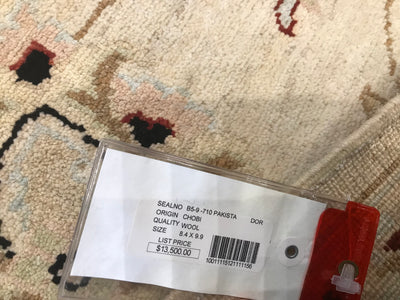 SEALNO B5-9 -710 PAKISTA DOR
ORIGIN CHOBI
QUALITY WOOL
SIZE 8.4 X 9.9
LIST PRICE
$13,500.00
10011115121111156